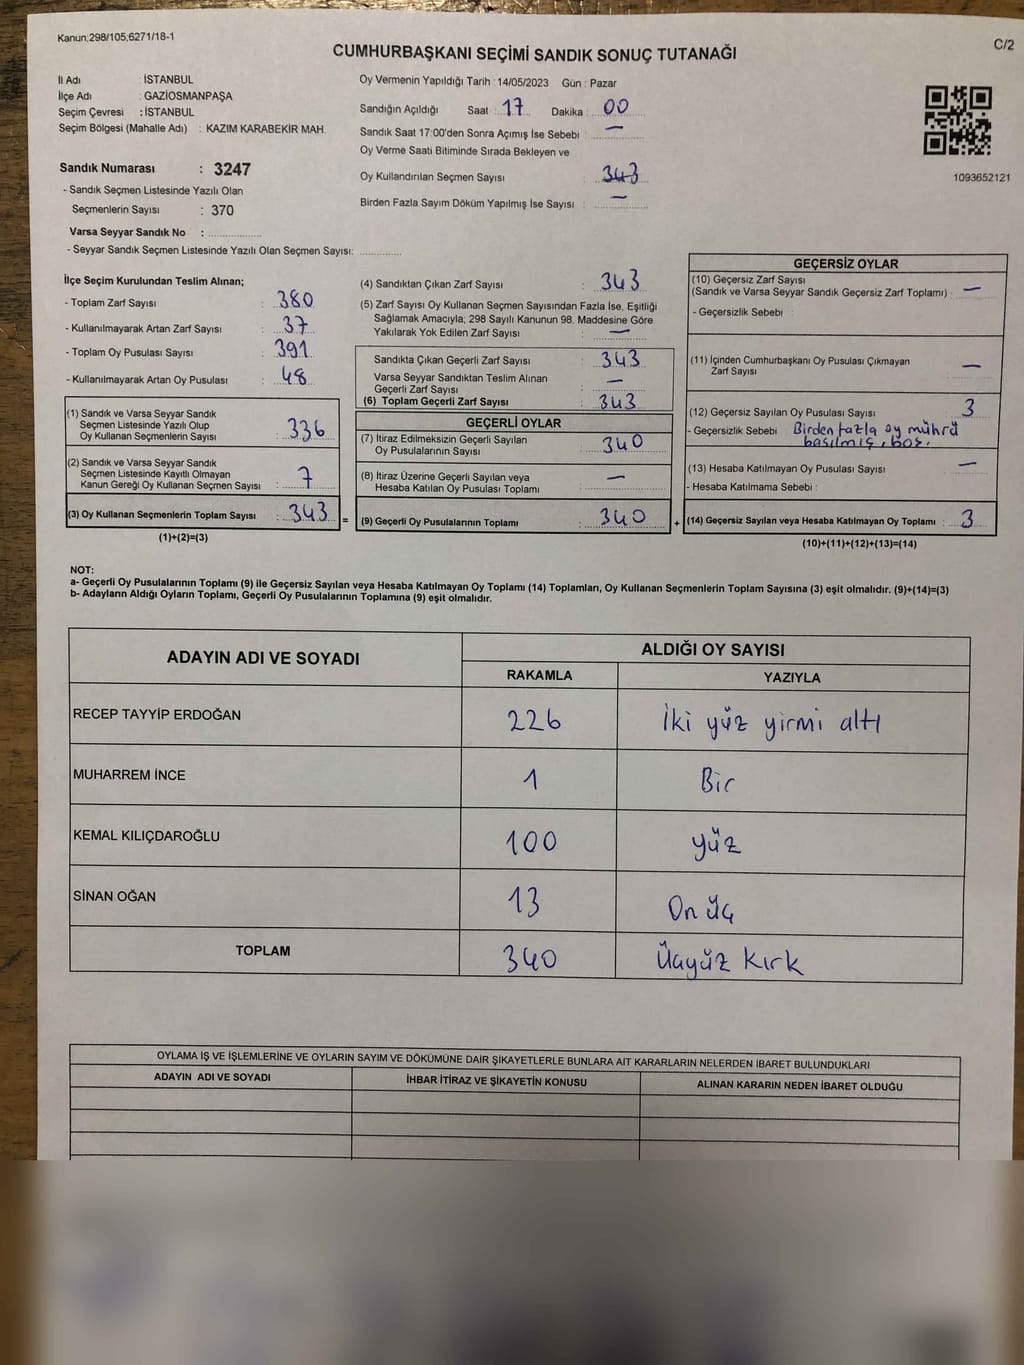 Kanun;298/105,6271/18-1
C/2
CUMHURBAŞKANI SEÇİMİ SANDIK SONUÇ TUTANAĞI
İl Adı : İSTANBUL
İlçe Adı : GAZİOSMANPAŞA
Seçim Çevresi : İSTANBUL
Seçim Bölgesi (Mahalle Adı) : KAZIM KARABEKİR MAH.
Sandık Numarası : 3247
- Sandık Seçmen Listesinde Yazılı Olan
Seçmenlerin Sayısı : 370
Varsa Seyyar Sandık No :
- Seyyar Sandık Seçmen Listesinde Yazılı Olan Seçmen Sayısı:
Oy Vermenin Yapıldığı Tarih : 14/05/2023 Gün : Pazar
Sandığın Açıldığı Saat : 17 Dakika : 00
Sandık Saat 17:00'den Sonra Açımış İse Sebebi : —
Oy Verme Saati Bitiminde Sırada Bekleyen ve
Oy Kullandırılan Seçmen Sayısı : 343
Birden Fazla Sayım Döküm Yapılmış İse Sayısı : —
1093652121
İlçe Seçim Kurulundan Teslim Alınan;
- Toplam Zarf Sayısı : 380
- Kullanılmayarak Artan Zarf Sayısı : 37
- Toplam Oy Pusulası Sayısı : 391
- Kullanılmayarak Artan Oy Pusulası : 48
(1) Sandık ve Varsa Seyyar Sandık
Seçmen Listesinde Yazılı Olup
Oy Kullanan Seçmenlerin Sayısı : 336
(2) Sandık ve Varsa Seyyar Sandık
Seçmen Listesinde Kayıtlı Olmayan
Kanun Gereği Oy Kullanan Seçmen Sayısı : 7
(3) Oy Kullanan Seçmenlerin Toplam Sayısı : 343 =
(1)+(2)=(3)
(4) Sandıktan Çıkan Zarf Sayısı : 343
(5) Zarf Sayısı Oy Kullanan Seçmen Sayısından Fazla İse, Eşitliği
Sağlamak Amacıyla; 298 Sayılı Kanunun 98. Maddesine Göre
Yakılarak Yok Edilen Zarf Sayısı : —
Sandıkta Çıkan Geçerli Zarf Sayısı : 343
Varsa Seyyar Sandıktan Teslim Alınan
Geçerli Zarf Sayısı : —
(6) Toplam Geçerli Zarf Sayısı : 343
GEÇERLİ OYLAR
(7) İtiraz Edilmeksizin Geçerli Sayılan
Oy Pusulalarının Sayısı : 340
(8) İtiraz Üzerine Geçerli Sayılan veya
Hesaba Katılan Oy Pusulası Toplamı : —
(9) Geçerli Oy Pusulalarının Toplamı : 340 +
GEÇERSİZ OYLAR
(10) Geçersiz Zarf Sayısı
(Sandık ve Varsa Seyyar Sandık Geçersiz Zarf Toplamı) : —
- Geçersizlik Sebebi :
(11) İçinden Cumhurbaşkanı Oy Pusulası Çıkmayan
Zarf Sayısı : —
(12) Geçersiz Sayılan Oy Pusulası Sayısı : 3
- Geçersizlik Sebebi : Birden fazla oy mührü
basılmış, boş.
(13) Hesaba Katılmayan Oy Pusulası Sayısı : —
- Hesaba Katılmama Sebebi :
(14) Geçersiz Sayılan veya Hesaba Katılmayan Oy Toplamı : 3
(10)+(11)+(12)+(13)=(14)
NOT:
a- Geçerli Oy Pusulalarının Toplamı (9) ile Geçersiz Sayılan veya Hesaba Katılmayan Oy Toplamı (14) Toplamları, Oy Kullanan Seçmenlerin Toplam Sayısına (3) eşit olmalıdır. (9)+(14)=(3)
b- Adayların Aldığı Oyların Toplamı, Geçerli Oy Pusulalarının Toplamına (9) eşit olmalıdır.
ADAYIN ADI VE SOYADI ALDIĞI OY SAYISI
RAKAMLA YAZIYLA
RECEP TAYYİP ERDOĞAN 226 İki yüz yirmi altı
MUHARREM İNCE 1 Bir
KEMAL KILIÇDAROĞLU 100 yüz
SİNAN OĞAN 13 On üç
TOPLAM 340 Üçyüz kırk
OYLAMA İŞ VE İŞLEMLERİNE VE OYLARIN SAYIM VE DÖKÜMÜNE DAİR ŞİKAYETLERLE BUNLARA AİT KARARLARIN NELERDEN İBARET BULUNDUKLARI
ADAYIN ADI VE SOYADI İHBAR İTİRAZ VE ŞİKAYETİN KONUSU ALINAN KARARIN NEDEN İBARET OLDUĞU